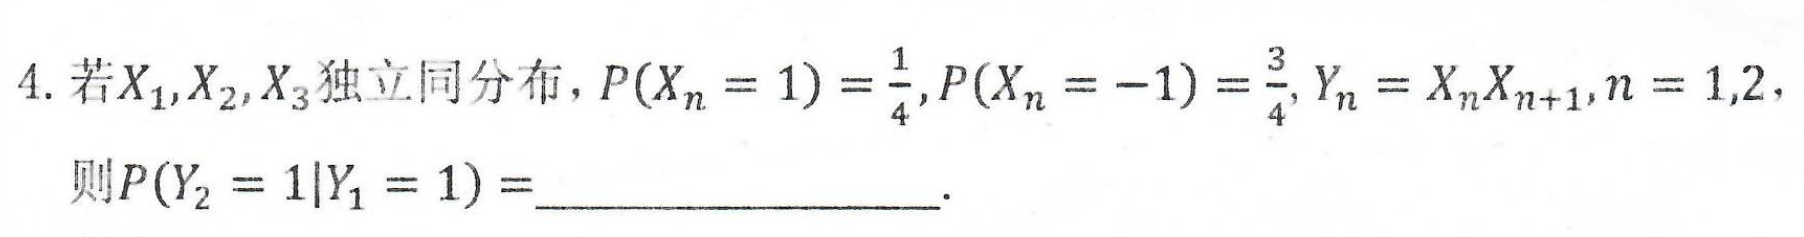 4. 若X₁,X₂,X₃独立同分布，P(Xₙ = 1) = 1/4, P(Xₙ = −1) = 3/4, Yₙ = XₙXₙ₊₁, n = 1,2，
则P(Y₂ = 1|Y₁ = 1) =____________.